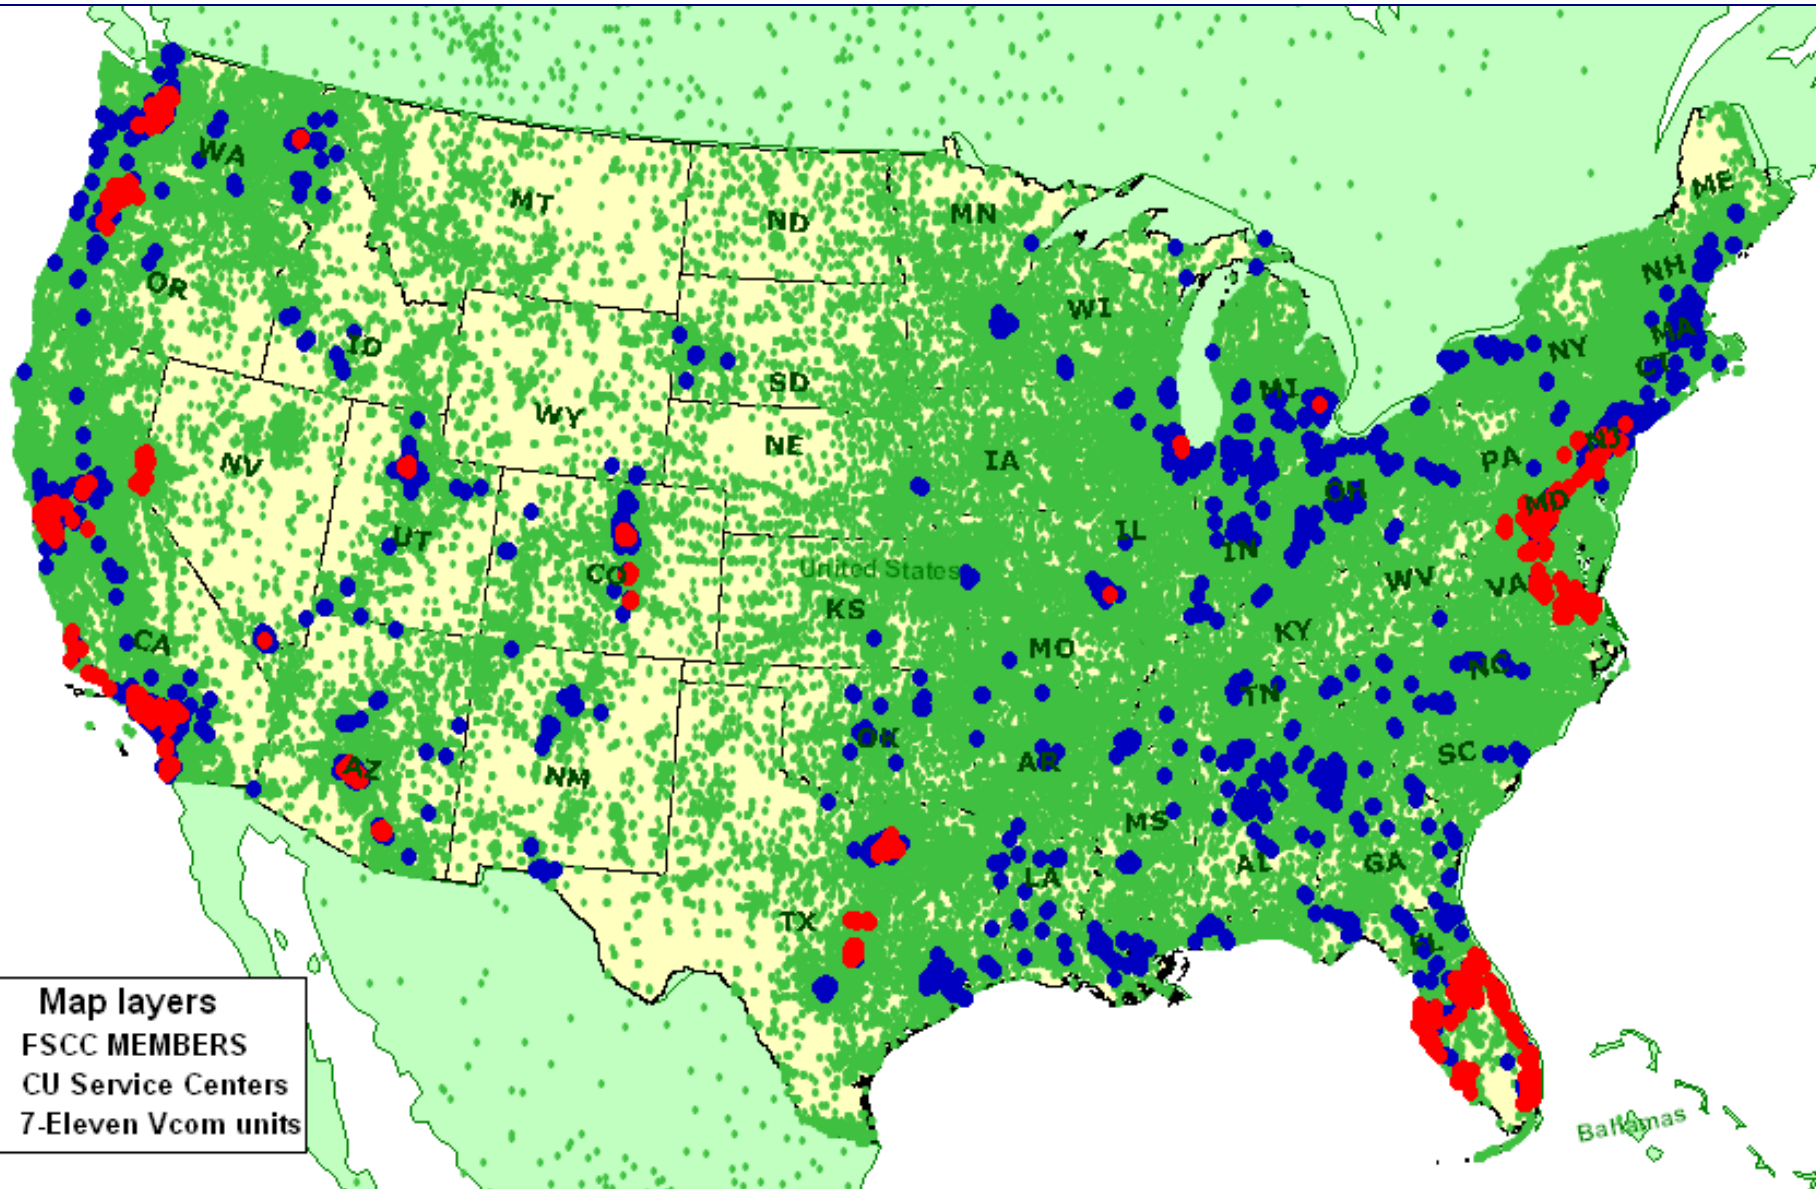 WA
MT
ND
MN
ME
OR
ID
WY
SD
WI
NH
MA
NY
CT
MI
NV
NE
IA
PA
NJ
UT
CO
United States
IL
IN
OH
MD
KS
MO
KY
WV
VA
CA
AZ
NM
OK
AR
TN
NC
SC
MS
AL
GA
TX
LA
FL
Bahamas
Map layers
FSCC MEMBERS
CU Service Centers
7-Eleven Vcom units